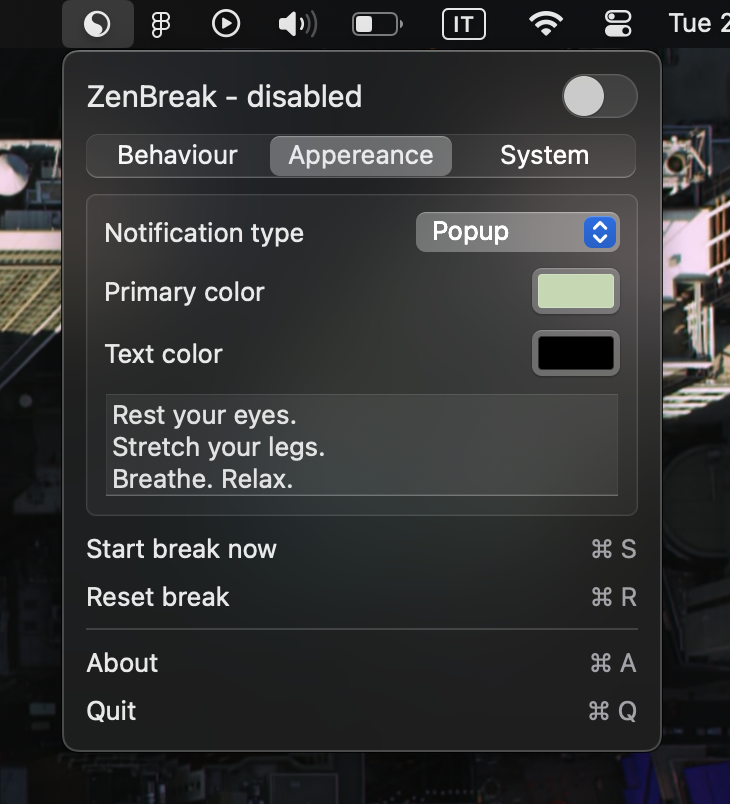 IT
Tue 2
ZenBreak - disabled
Behaviour Appereance System
Notification type Popup
Primary color
Text color
Rest your eyes.
Stretch your legs.
Breathe. Relax.
Start break now ⌘ S
Reset break ⌘ R
About ⌘ A
Quit ⌘ Q